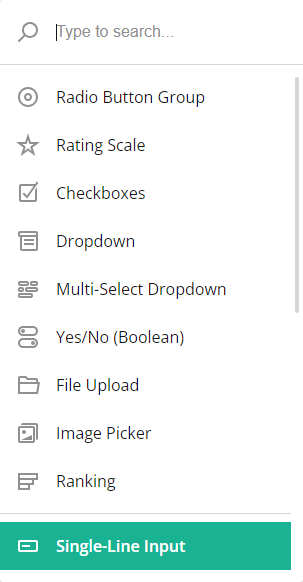 Type to search...
Radio Button Group
Rating Scale
Checkboxes
Dropdown
Multi-Select Dropdown
Yes/No (Boolean)
File Upload
Image Picker
Ranking
Single-Line Input